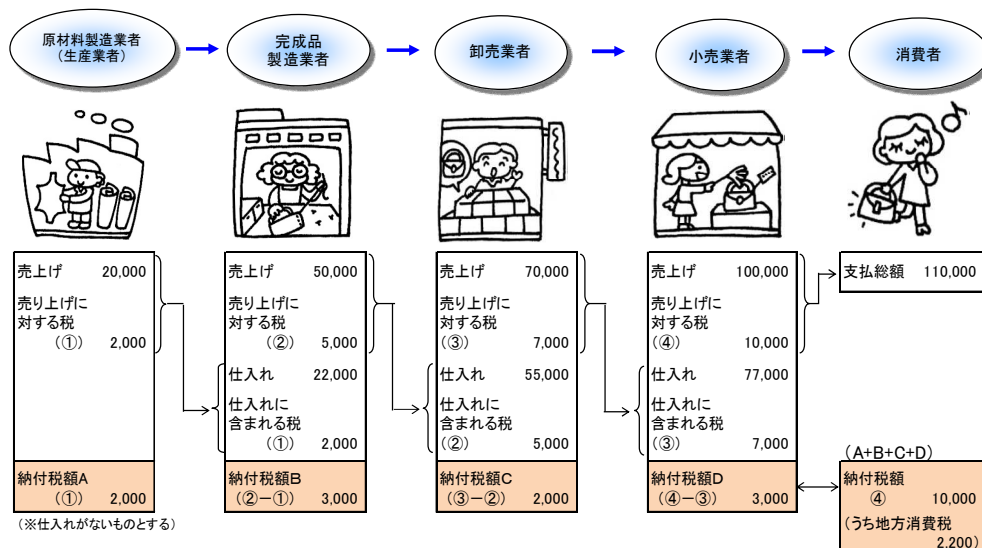 原材料製造業者
（生産業者）
完成品
製造業者
卸売業者
小売業者
消費者
売上げ 20,000
売り上げに
対する税
（①） 2,000
納付税額A
（①） 2,000
（※仕入れがないものとする）
売上げ 50,000
売り上げに
対する税
（②） 5,000
仕入れ 22,000
仕入れに
含まれる税
（①） 2,000
納付税額B
（②－①） 3,000
売上げ 70,000
売り上げに
対する税
（③） 7,000
仕入れ 55,000
仕入れに
含まれる税
（②） 5,000
納付税額C
（③－②） 2,000
売上げ 100,000
売り上げに
対する税
（④） 10,000
仕入れ 77,000
仕入れに
含まれる税
（③） 7,000
納付税額D
（④－③） 3,000
支払総額 110,000
（A+B+C+D）
納付税額
④ 10,000
（うち地方消費税
2,200）